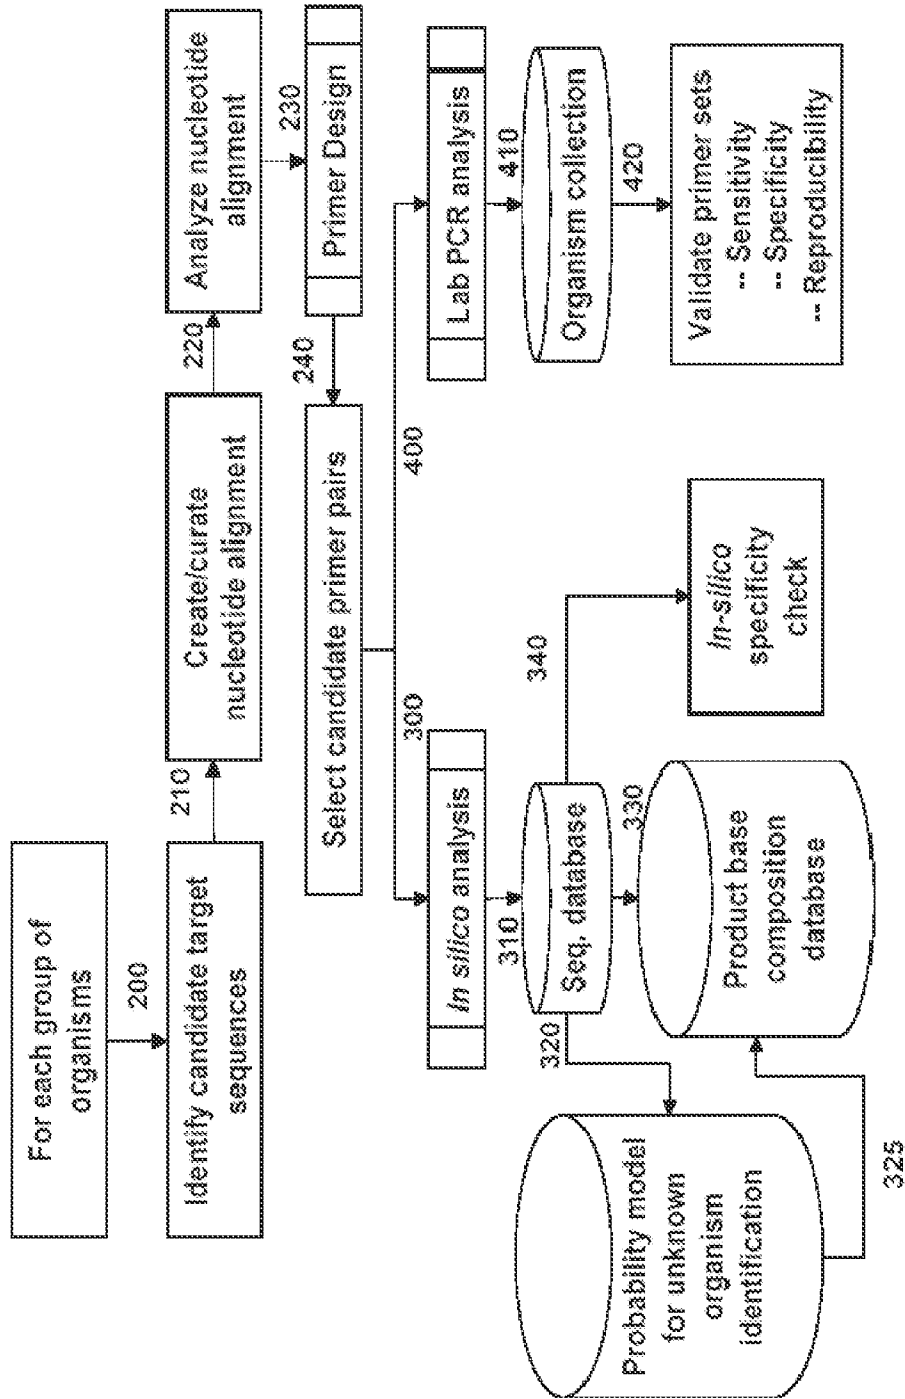 For each group of
organisms
200
Identify candidate target
sequences
210
Create/curate
nucleotide alignment
220
Analyze nucleotide
alignment
230
Primer Design
240
Select candidate primer pairs
300
400
In silico analysis
310
Seq. database
320
330
340
Probability model
for unknown
organism
identification
325
Product base
composition
database
In-silico
specificity
check
Lab PCR analysis
410
Organism collection
420
Validate primer sets
-- Sensitivity
-- Specificity
-- Reproducibility